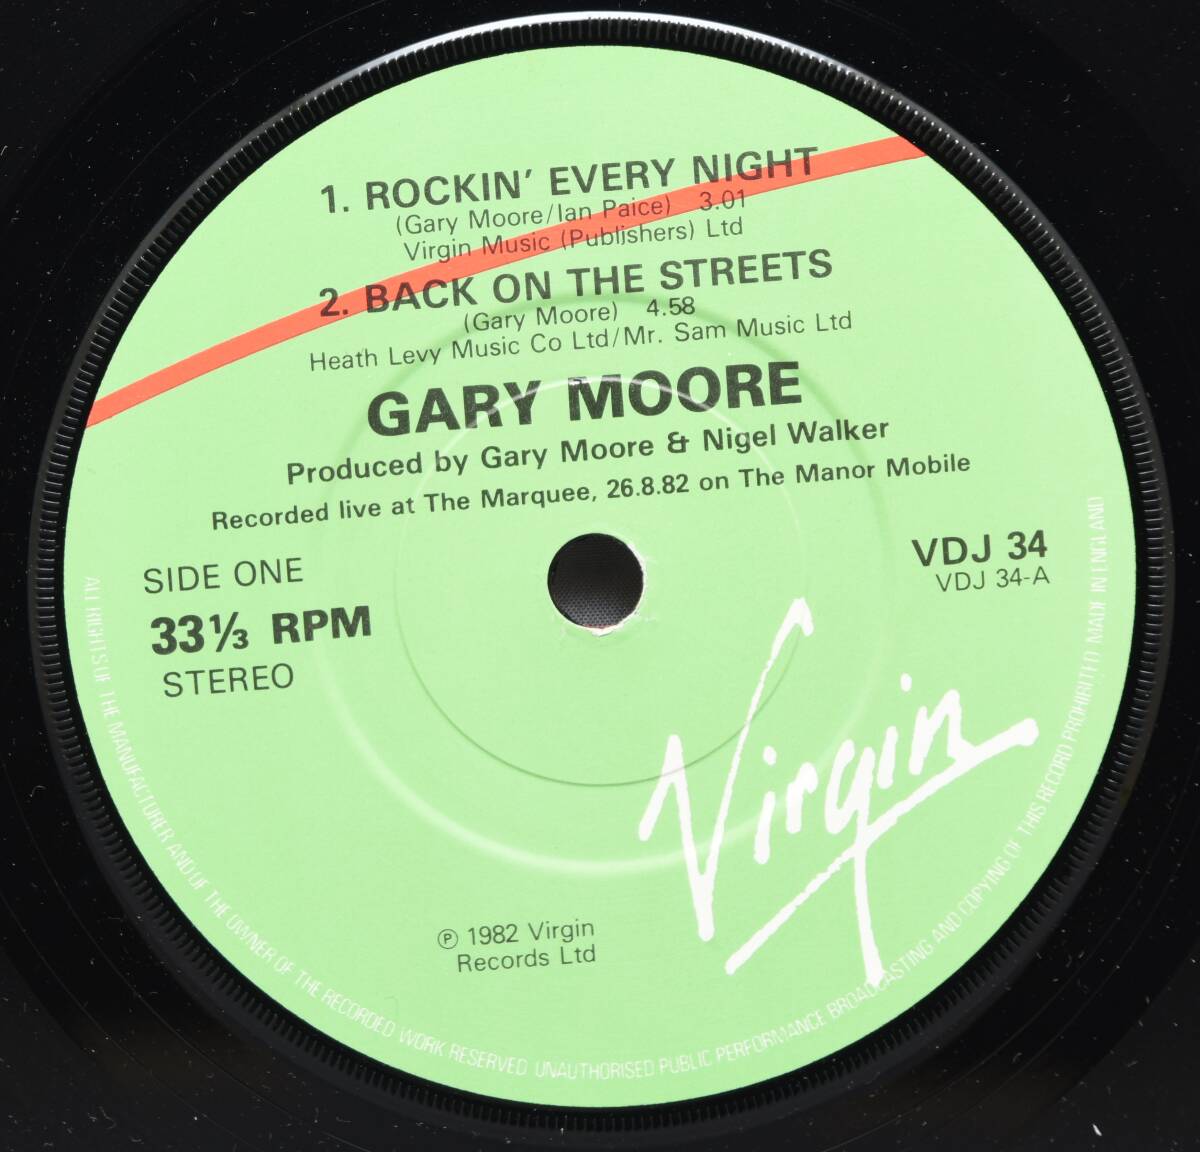 1. ROCKIN' EVERY NIGHT
(Gary Moore/Ian Paice) 3.01
Virgin Music (Publishers) Ltd
2. BACK ON THE STREETS
(Gary Moore) 4.58
Heath Levy Music Co Ltd/Mr. Sam Music Ltd
GARY MOORE
Produced by Gary Moore & Nigel Walker
Recorded live at The Marquee, 26.8.82 on The Manor Mobile
SIDE ONE
33⅓ RPM
STEREO
VDJ 34
VDJ 34-A
Virgin
℗ 1982 Virgin
Records Ltd
ALL RIGHTS OF THE MANUFACTURER AND OF THE OWNER OF THE RECORDED WORK RESERVED UNAUTHORISED PUBLIC PERFORMANCE BROADCASTING AND COPYING OF THIS RECORD PROHIBITED MADE IN ENGLAND